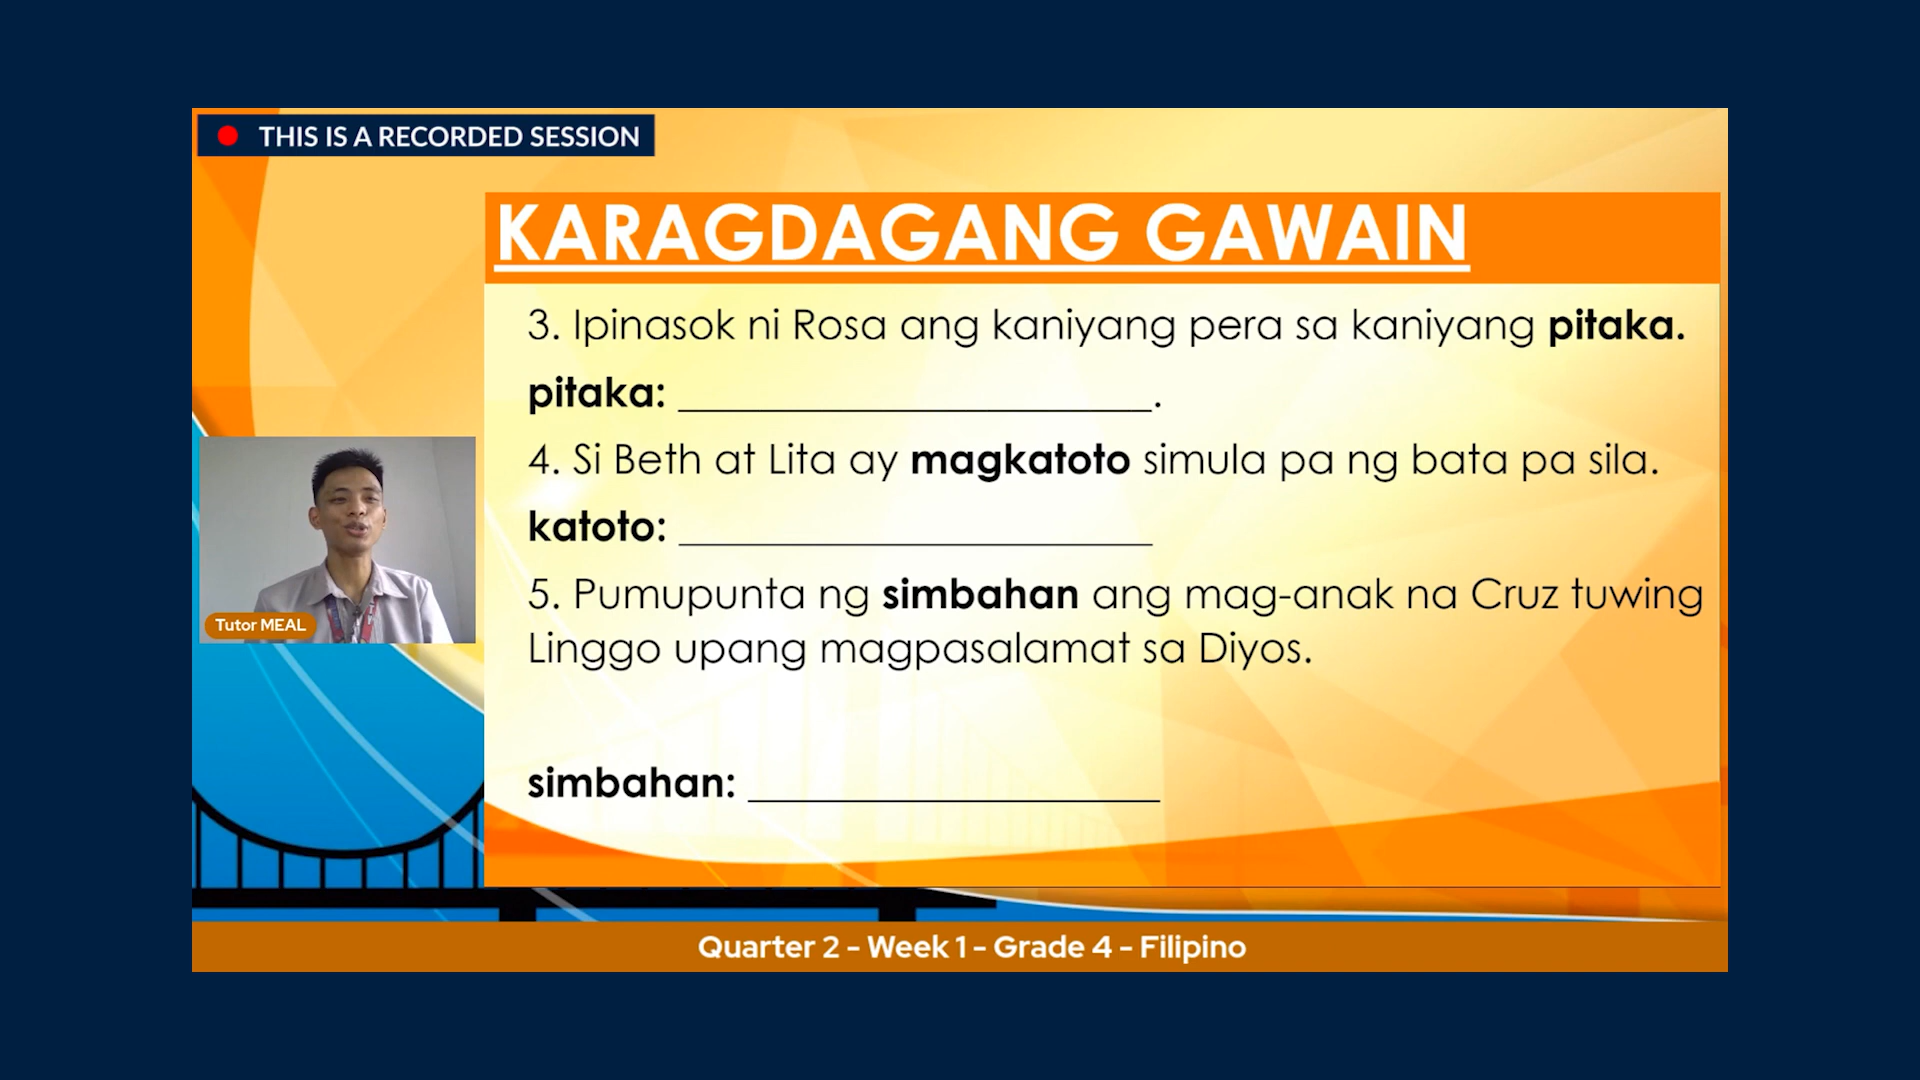 THIS IS A RECORDED SESSION
KARAGDAGANG GAWAIN
3. Ipinasok ni Rosa ang kaniyang pera sa kaniyang pitaka.
pitaka: ______________________.
4. Si Beth at Lita ay magkatoto simula pa ng bata pa sila.
katoto: ______________________
5. Pumupunta ng simbahan ang mag-anak na Cruz tuwing
Linggo upang magpasalamat sa Diyos.
simbahan: ___________________
Tutor MEAL
Quarter 2 - Week 1 - Grade 4 - Filipino